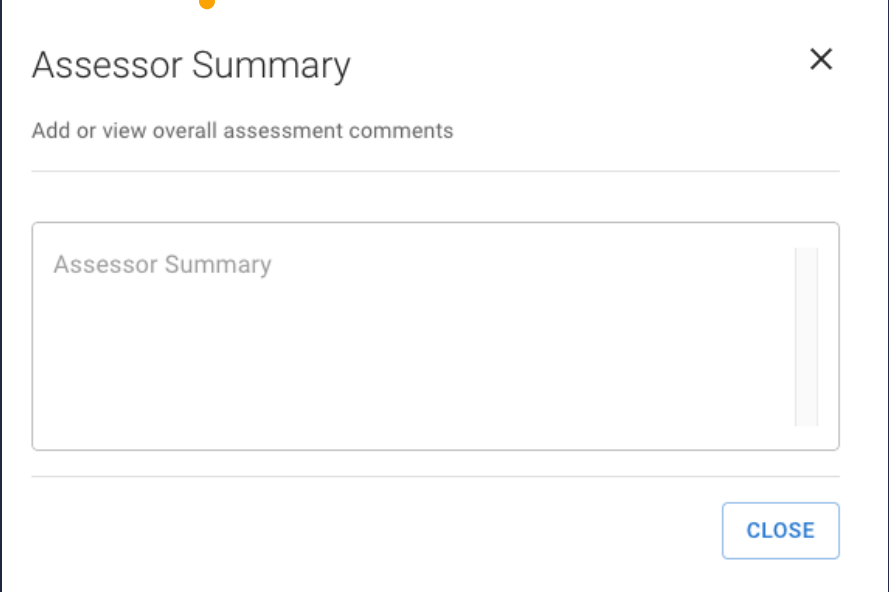 Assessor Summary
Add or view overall assessment comments
Assessor Summary
CLOSE